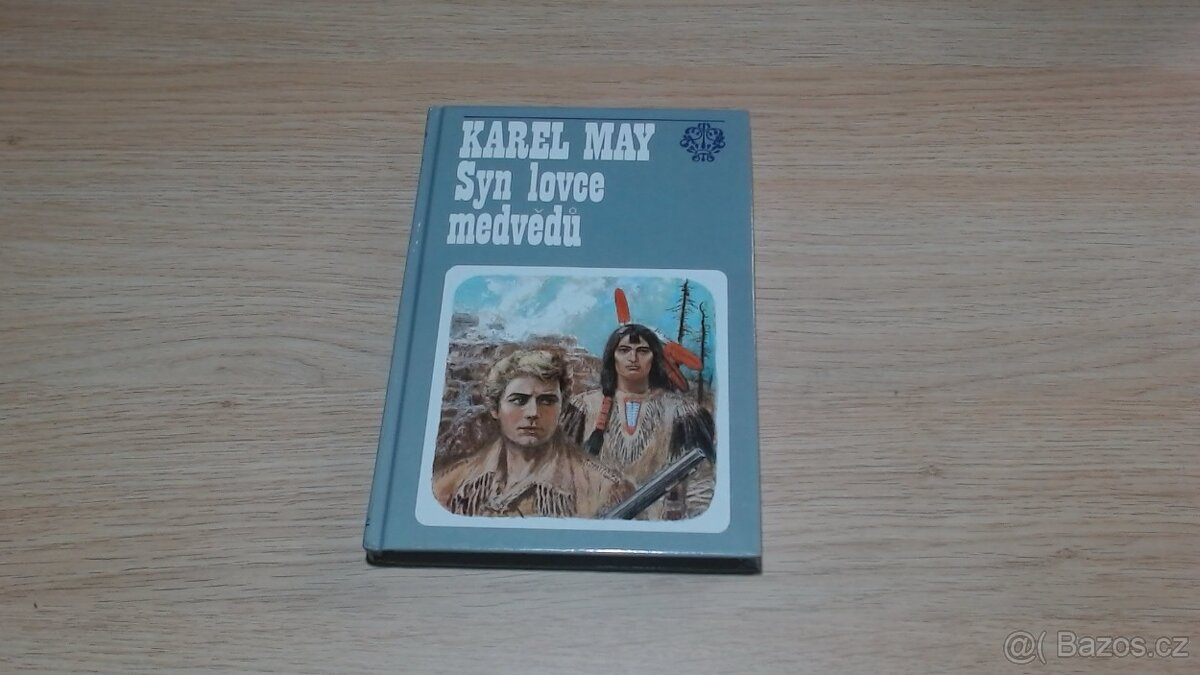 KAREL MAY
Syn lovce
medvědů
@( Bazos.cz